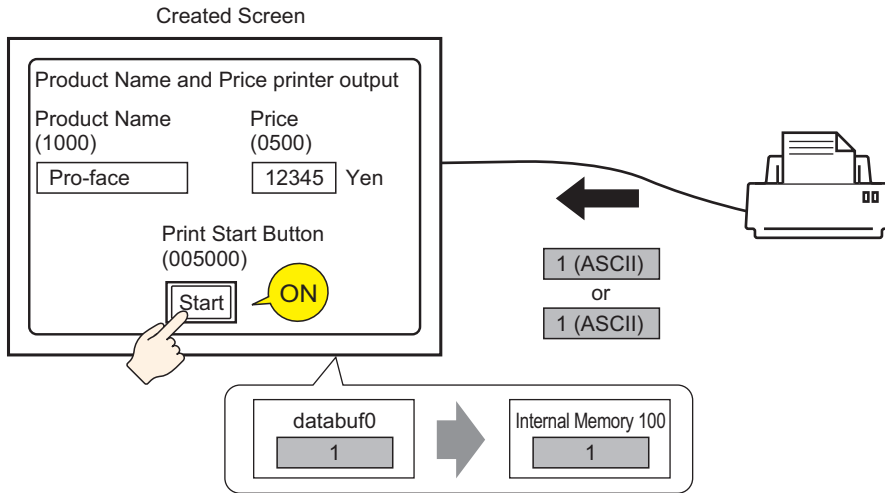 Created Screen
Product Name and Price printer output
Product Name
(1000)
Price
(0500)
Pro-face
12345 Yen
Print Start Button
(005000)
Start
ON
1 (ASCII)
or
1 (ASCII)
databuf0
1
Internal Memory 100
1